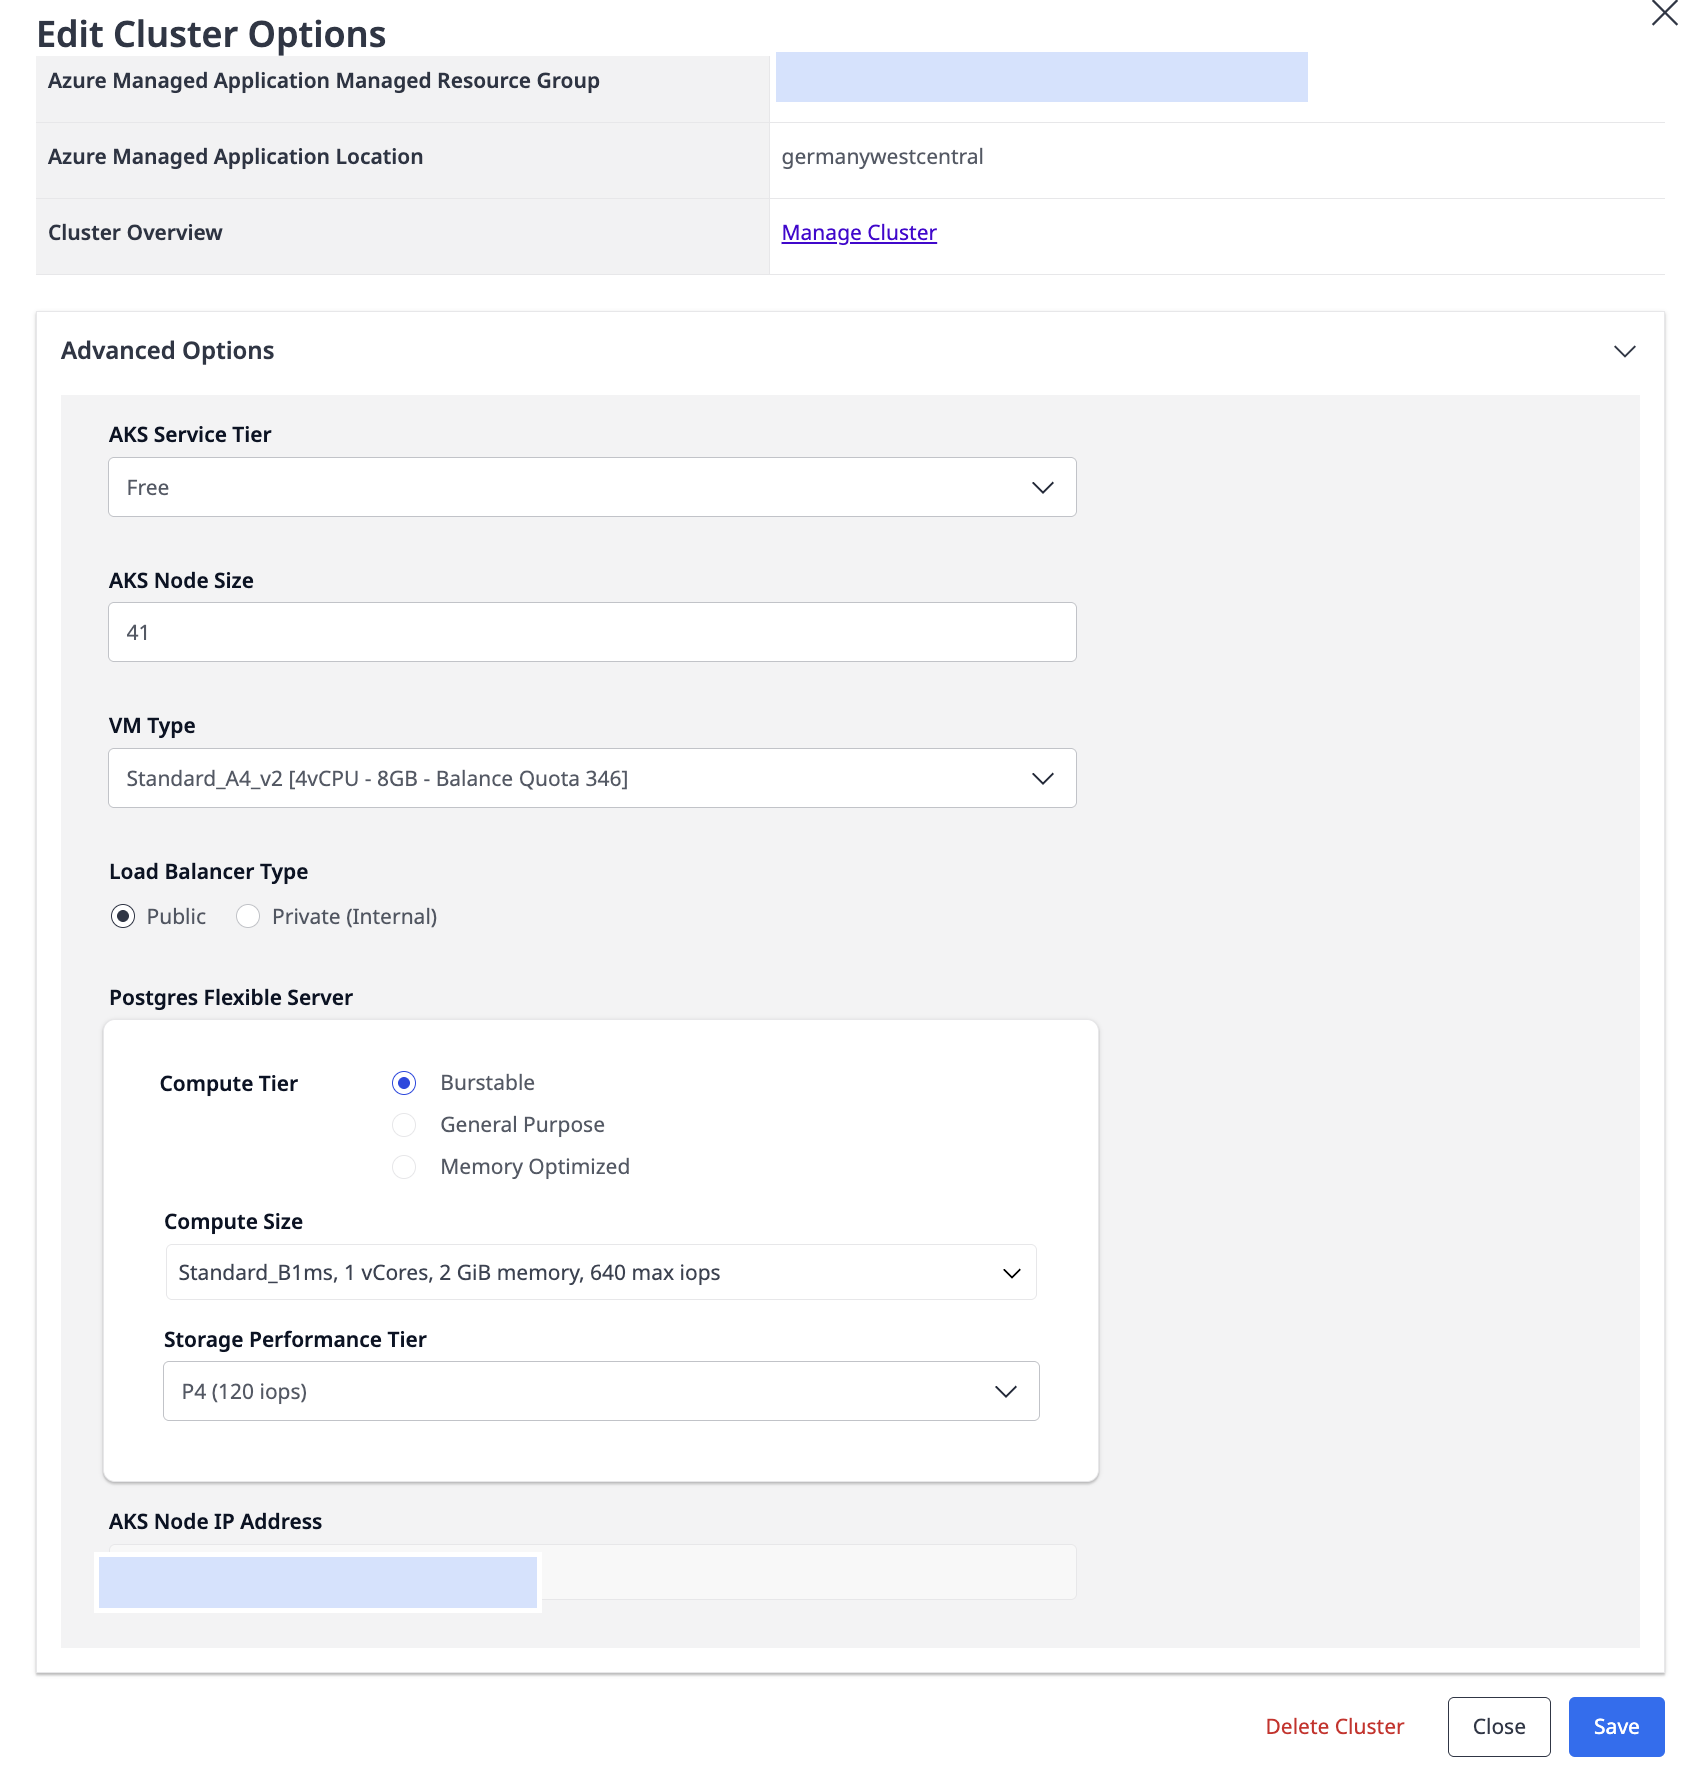 Edit Cluster Options
Azure Managed Application Managed Resource Group
Azure Managed Application Location
germanywestcentral
Cluster Overview
Manage Cluster
Advanced Options
AKS Service Tier
Free
AKS Node Size
41
VM Type
Standard_A4_v2 [4vCPU - 8GB - Balance Quota 346]
Load Balancer Type
Public
Private (Internal)
Postgres Flexible Server
Compute Tier
Burstable
General Purpose
Memory Optimized
Compute Size
Standard_B1ms, 1 vCores, 2 GiB memory, 640 max iops
Storage Performance Tier
P4 (120 iops)
AKS Node IP Address
Delete Cluster
Close
Save